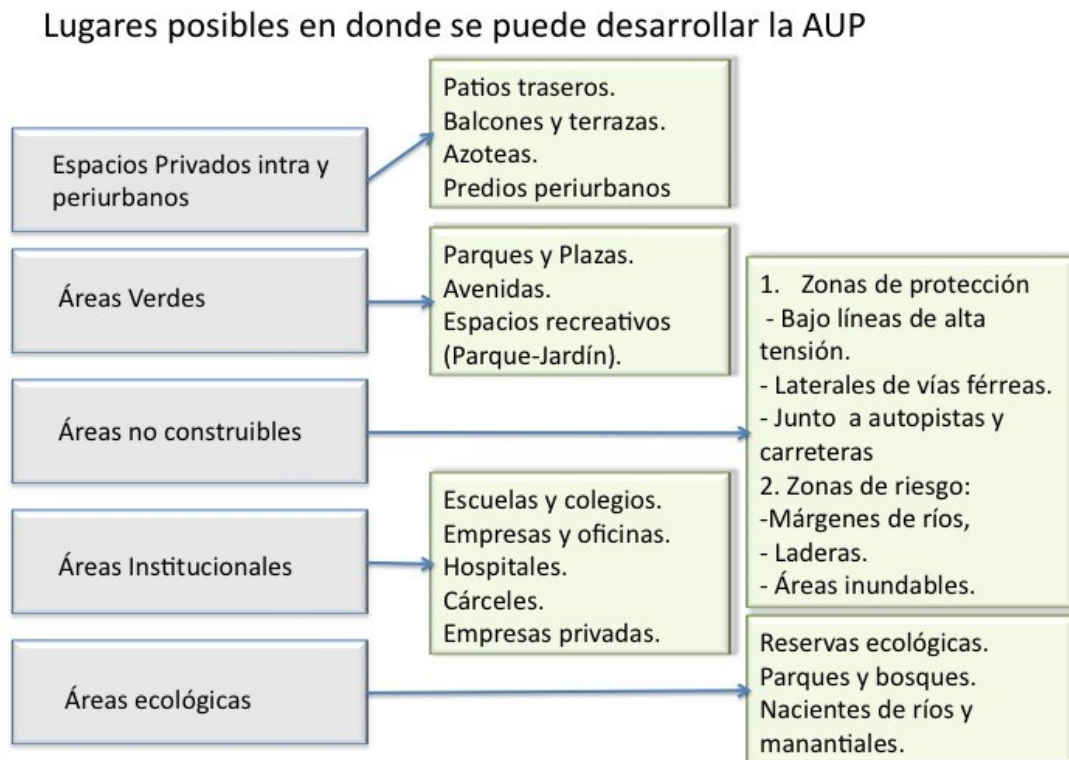 Lugares posibles en donde se puede desarrollar la AUP
Espacios Privados intra y
periurbanos
Patios traseros.
Balcones y terrazas.
Azoteas.
Predios periurbanos
Áreas Verdes
Parques y Plazas.
Avenidas.
Espacios recreativos
(Parque-Jardín).
Áreas no construibles
1. Zonas de protección
- Bajo líneas de alta
tensión.
- Laterales de vías férreas.
- Junto a autopistas y
carreteras
2. Zonas de riesgo:
-Márgenes de ríos,
- Laderas.
- Áreas inundables.
Áreas Institucionales
Escuelas y colegios.
Empresas y oficinas.
Hospitales.
Cárceles.
Empresas privadas.
Áreas ecológicas
Reservas ecológicas.
Parques y bosques.
Nacientes de ríos y
manantiales.